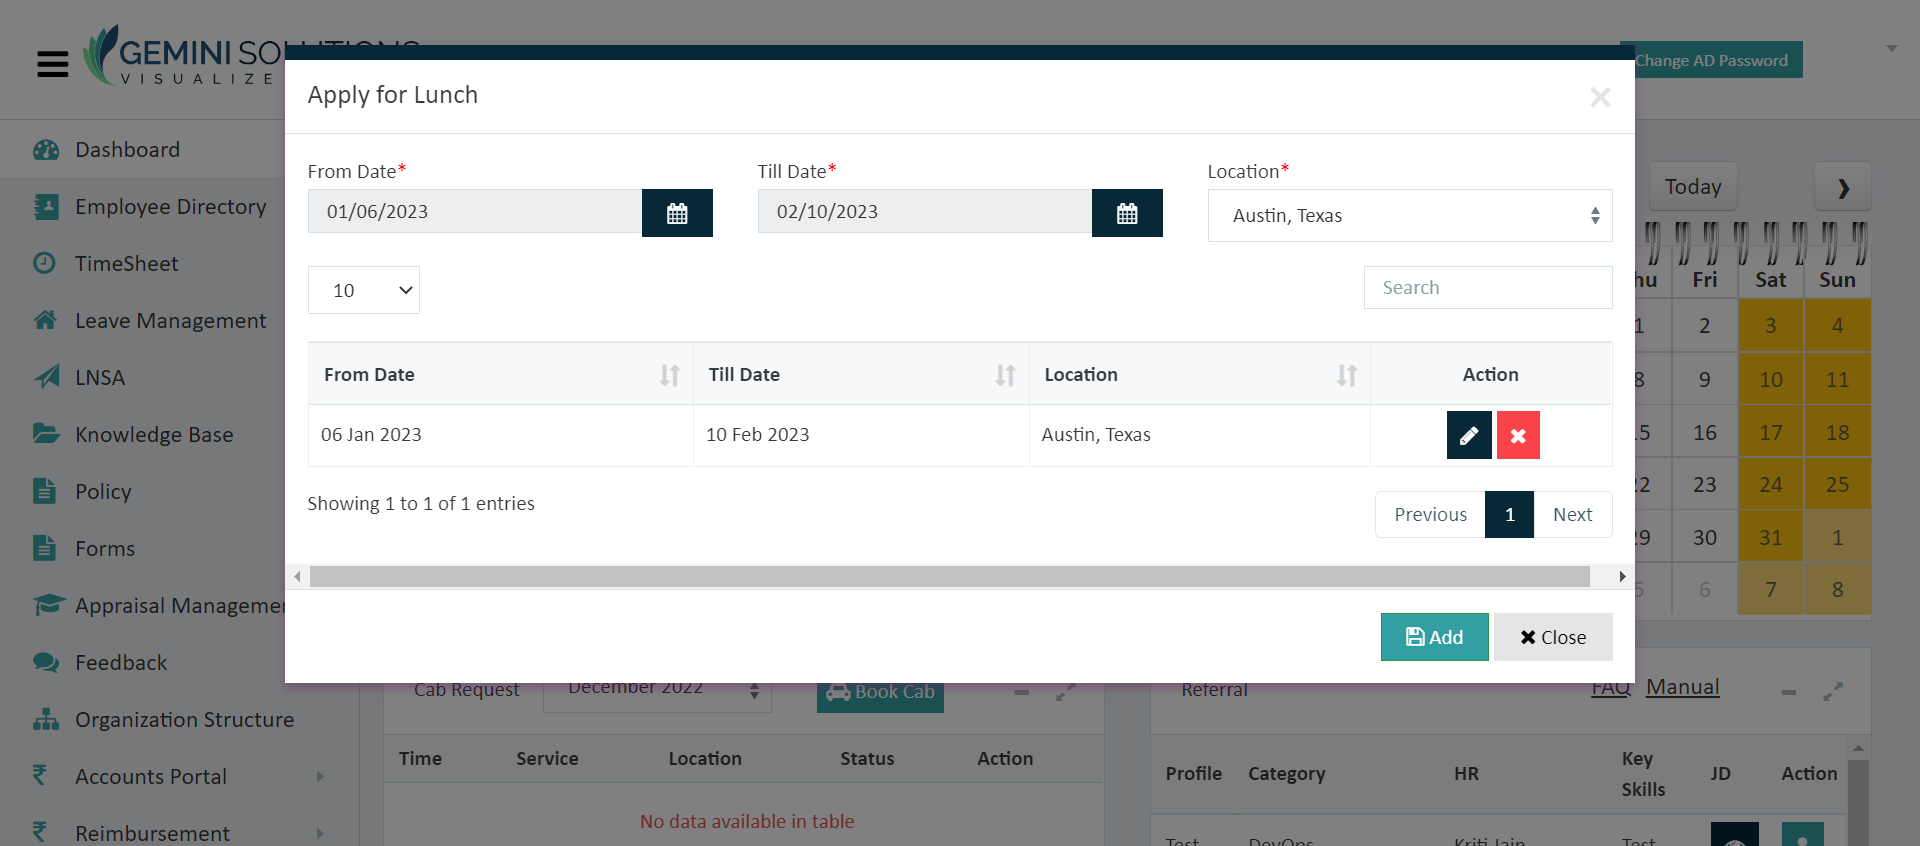 GEMINI SO
VISUALIZE
Change AD Password
Apply for Lunch
×
Dashboard
Employee Directory
TimeSheet
Leave Management
LNSA
Knowledge Base
Policy
Forms
Appraisal Managemen
Feedback
Organization Structure
Accounts Portal
Reimbursement
From Date*
Till Date*
Location*
01/06/2023
02/10/2023
Austin, Texas
10
Search
From Date Till Date Location Action
06 Jan 2023 10 Feb 2023 Austin, Texas
Showing 1 to 1 of 1 entries
Previous 1 Next
Add
Close
Today
hu Fri Sat Sun
1 2 3 4
8 9 10 11
15 16 17 18
22 23 24 25
29 30 31 1
5 6 7 8
Cab Request December 2022 Book Cab
Time Service Location Status Action
No data available in table
Referral FAQ Manual
Profile Category HR Key Skills JD Action
Test DevOps Kriti Jain Test